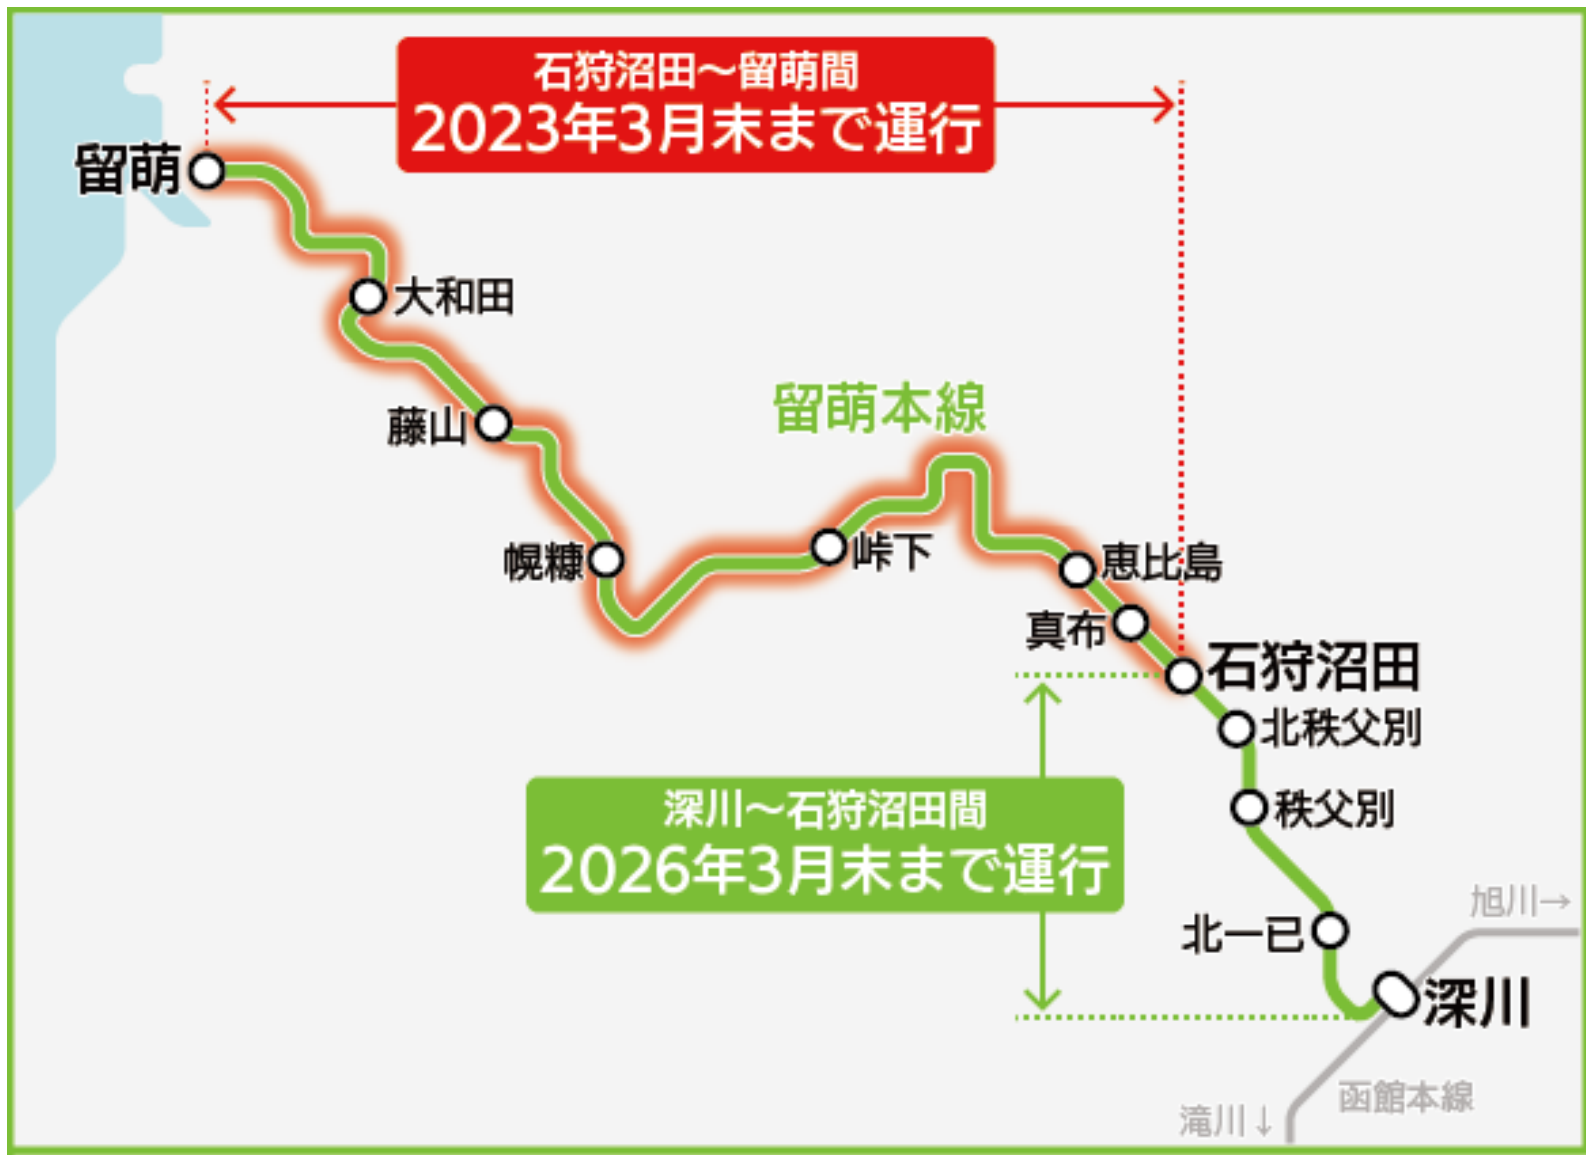 石狩沼田～留萌間
2023年3月末まで運行
留萌
大和田
藤山
留萌本線
幌糠
峠下
恵比島
真布
石狩沼田
北秩父別
深川～石狩沼田間
2026年3月末まで運行
秩父別
北一已
旭川→
深川
函館本線
滝川↓